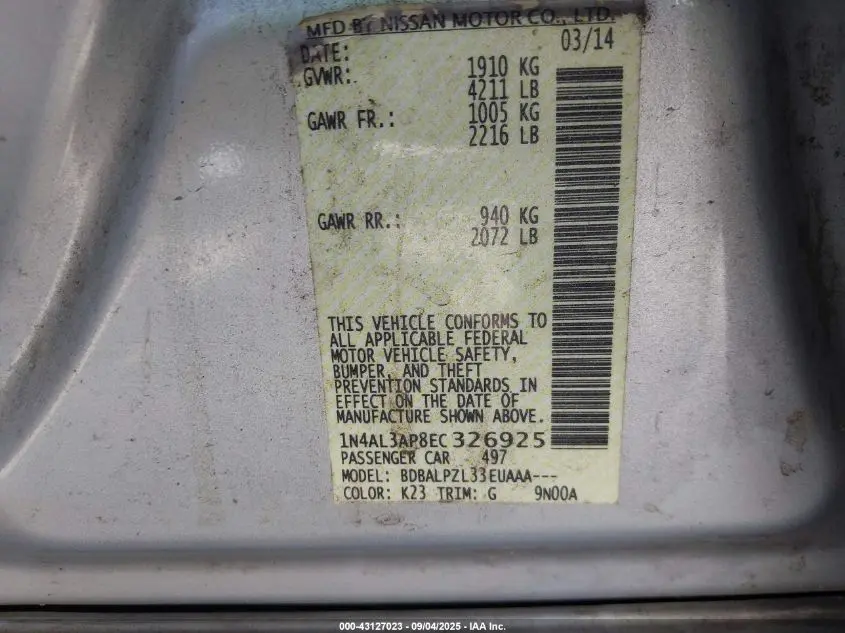 MFD BY NISSAN MOTOR CO., LTD.
DATE: 03/14
GVWR: 1910 KG
4211 LB
GAWR FR.: 1005 KG
2216 LB
GAWR RR.: 940 KG
2072 LB
THIS VEHICLE CONFORMS TO
ALL APPLICABLE FEDERAL
MOTOR VEHICLE SAFETY,
BUMPER, AND THEFT
PREVENTION STANDARDS IN
EFFECT ON THE DATE OF
MANUFACTURE SHOWN ABOVE.
1N4AL3AP8EC326925
PASSENGER CAR 497
MODEL: BDBALPZL33EUAAA---
COLOR: K23 TRIM: G 9N00A
000-43127023 - 09/04/2025 - IAA Inc.